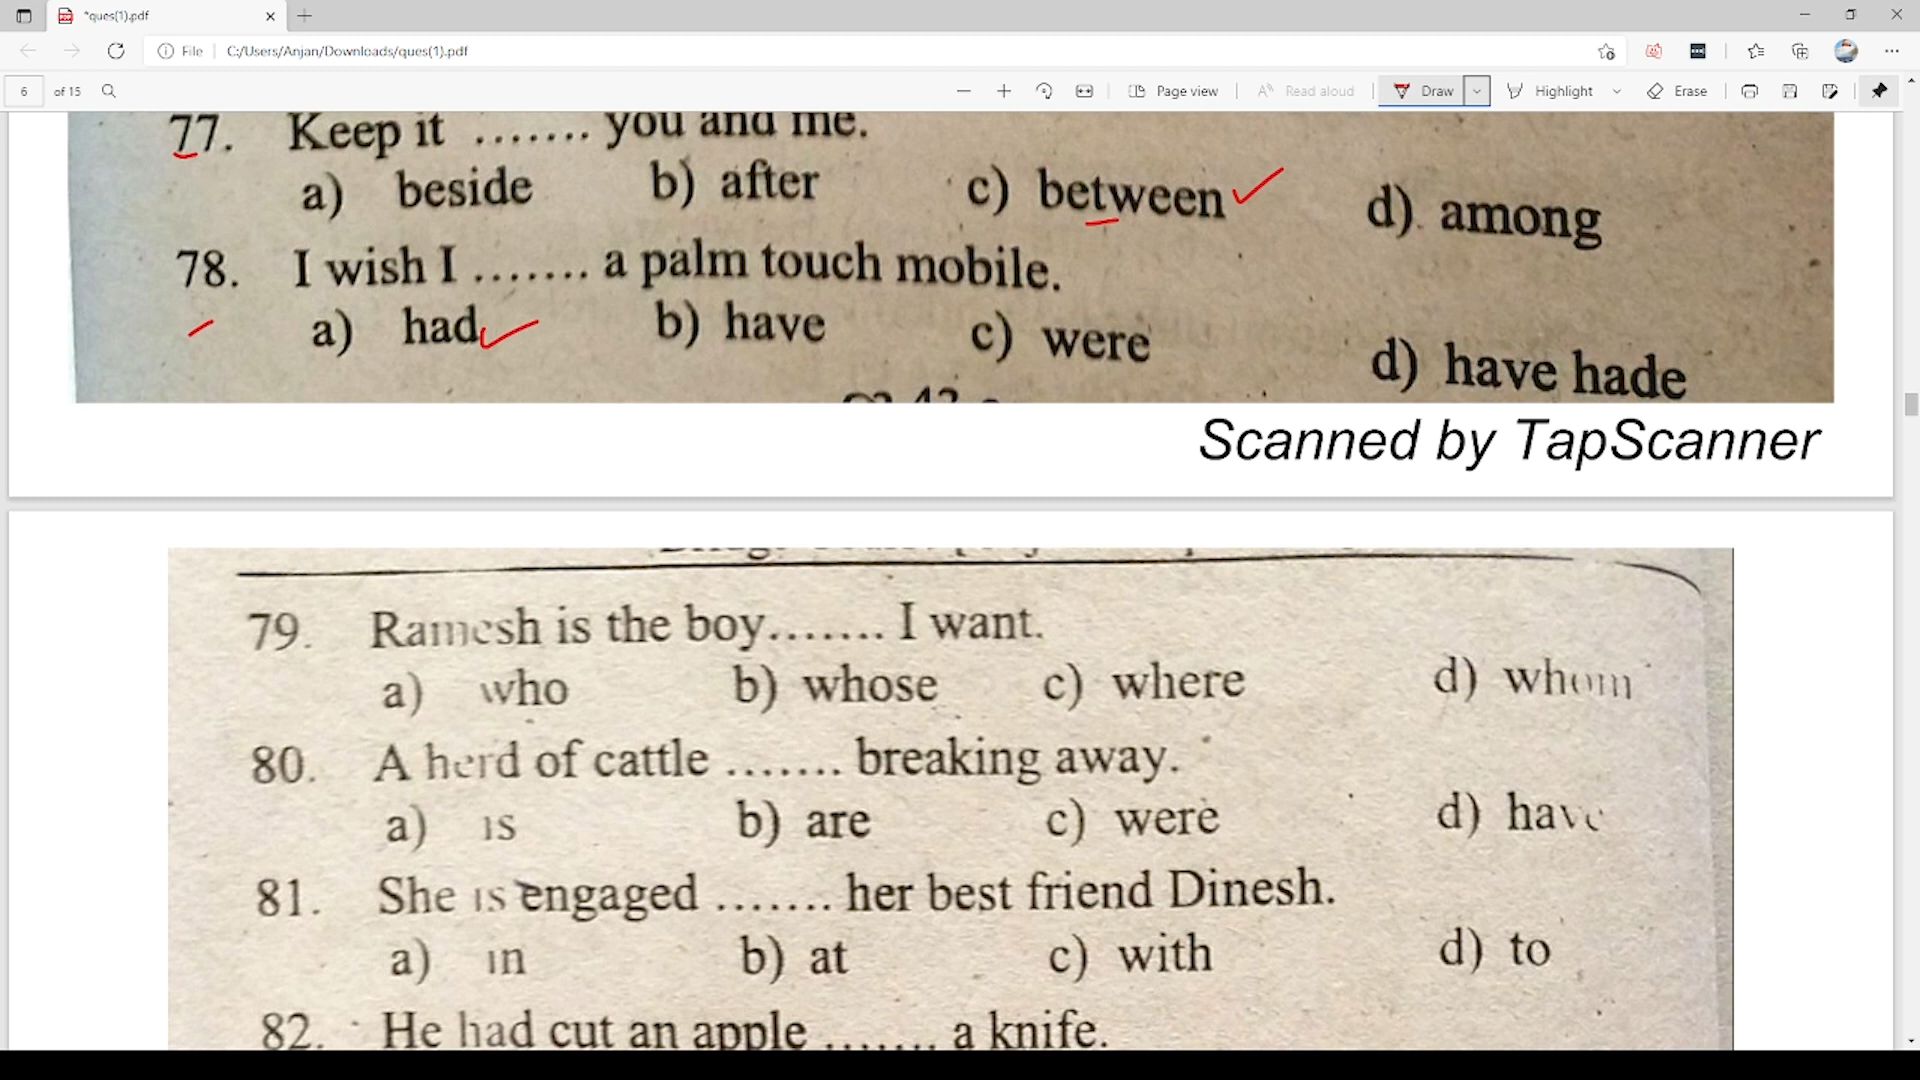 *ques(1).pdf
File C:/Users/Anjan/Downloads/ques(1).pdf
6 of 15 Page view Read aloud Draw Highlight Erase
77. Keep it ....... you and me.
a) beside b) after c) between d) among
78. I wish I ....... a palm touch mobile.
a) had b) have c) were d) have hade
Scanned by TapScanner
79. Ramesh is the boy....... I want.
a) who b) whose c) where d) whom
80. A herd of cattle ....... breaking away.
a) is b) are c) were d) have
81. She is engaged ....... her best friend Dinesh.
a) in b) at c) with d) to
82. He had cut an apple ....... a knife.